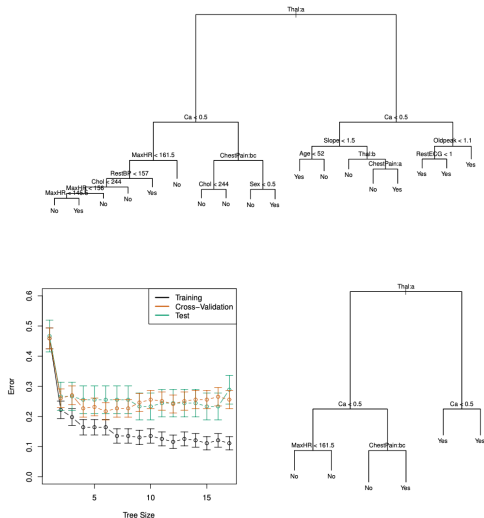 Thal:a
Ca < 0.5
Ca < 0.5
Slope < 1.5
Oldpeak < 1.1
MaxHR < 161.5
ChestPain:bc
Age < 52
Thal:b
RestECG < 1
ChestPain:a
RestBP < 157
Yes No
No
Yes
Yes Yes
No
No Yes
Chol < 244
MaxHR < 156
Yes
Chol < 244
Sex < 0.5
No
No
No No
No Yes
No Yes
Training
Cross−Validation
Test
0.0 0.1 0.2 0.3 0.4 0.5 0.6
Error
5 10 15
Tree Size
Thal:a
Ca < 0.5
Ca < 0.5
MaxHR < 161.5
ChestPain:bc
Yes Yes
No No
No Yes